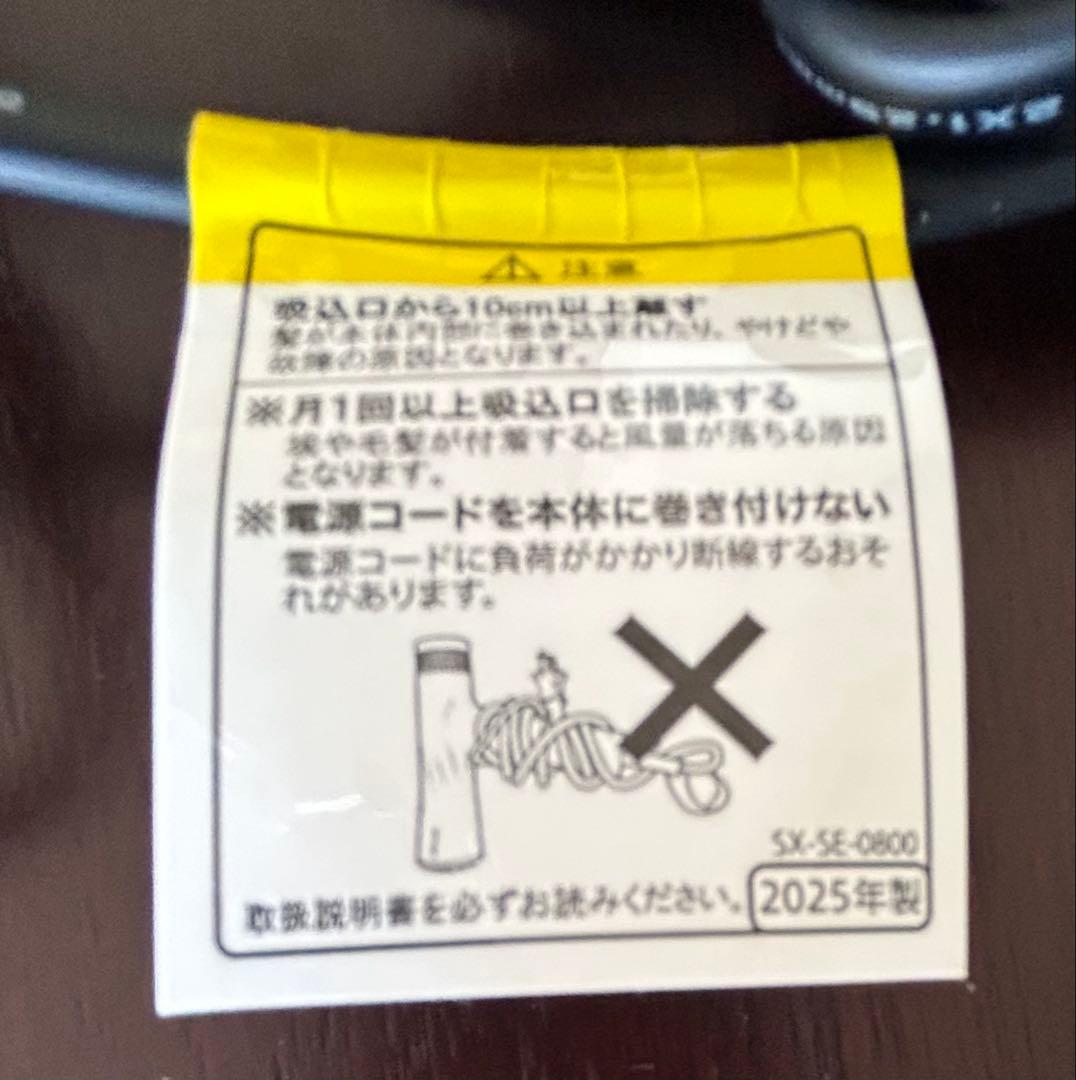 注意
吸込口から10cm以上離す
髪が本体内部に巻き込まれたり、やけどや
故障の原因となります。
※月1回以上吸込口を掃除する
埃や毛髪が付着すると風量が落ちる原因
となります。
※電源コードを本体に巻き付けない
電源コードに負荷がかかり断線するおそ
れがあります。
SX-SE-0800
取扱説明書を必ずお読みください。
2025年製